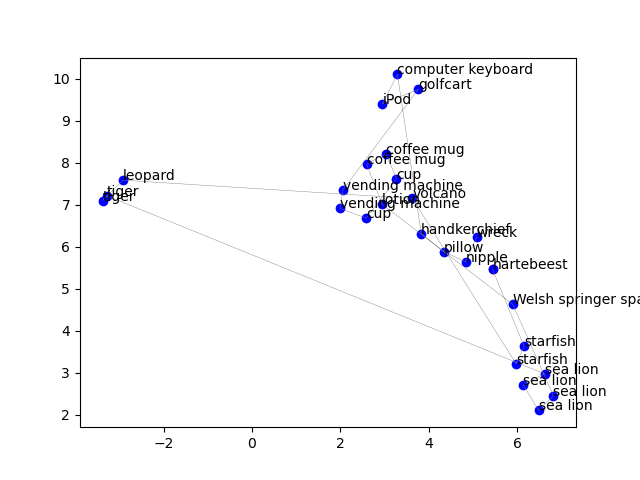 computer keyboard
golfcart
10
iPod
9
coffee mug
coffee mug
8
cup
leopard
vending machine
tiger
volcano
tiger
lotion
7
vending machine
cup
handkerchief
wreck
6
pillow
nipple
hartebeest
5
Welsh springer spa
4
starfish
starfish
3
sea lion
sea lion
sea lion
sea lion
2
−2
0
2
4
6